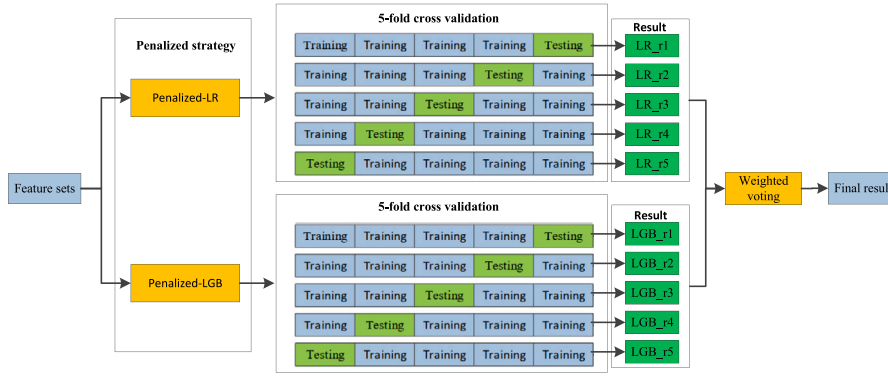 5-fold cross validation
Result
Penalized strategy
Training Training Training Training Testing LR_r1
Training Training Training Testing Training LR_r2
Penalized-LR
Training Training Testing Training Training LR_r3
Training Testing Training Training Training LR_r4
Testing Training Training Training Training LR_r5
Feature sets
Weighted
voting
Final result
5-fold cross validation
Result
Training Training Training Training Testing LGB_r1
Training Training Training Testing Training LGB_r2
Penalized-LGB
Training Training Testing Training Training LGB_r3
Training Testing Training Training Training LGB_r4
Testing Training Training Training Training LGB_r5